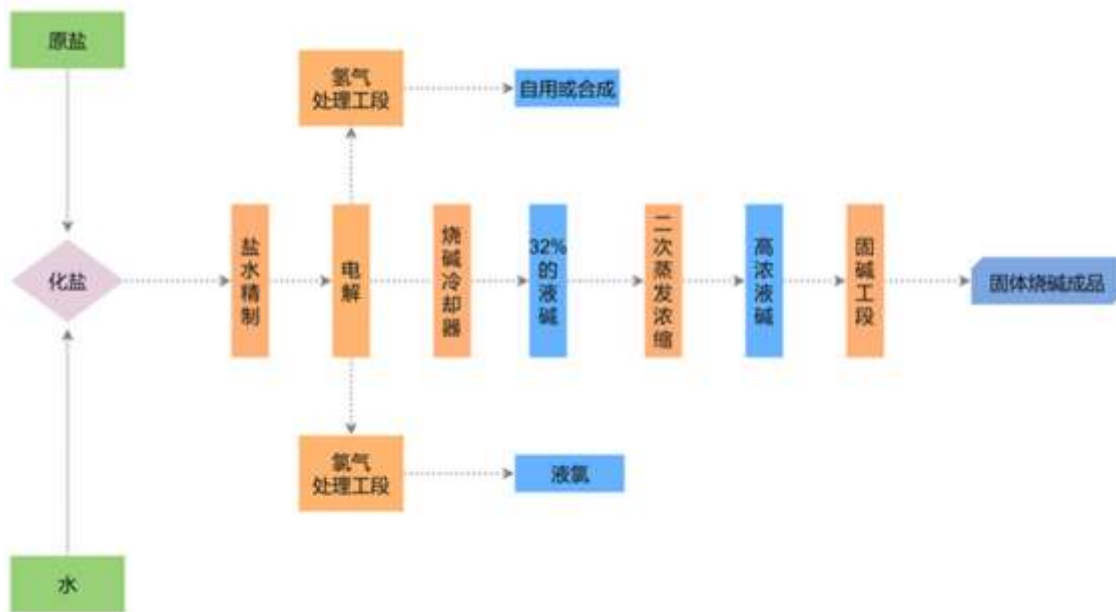 原盐
氢气
处理工段
自用或合成
化盐
盐水精制
电解
烧碱冷却器
32%的液碱
二次蒸发浓缩
高浓液碱
固碱工段
固体烧碱成品
氯气
处理工段
液氯
水